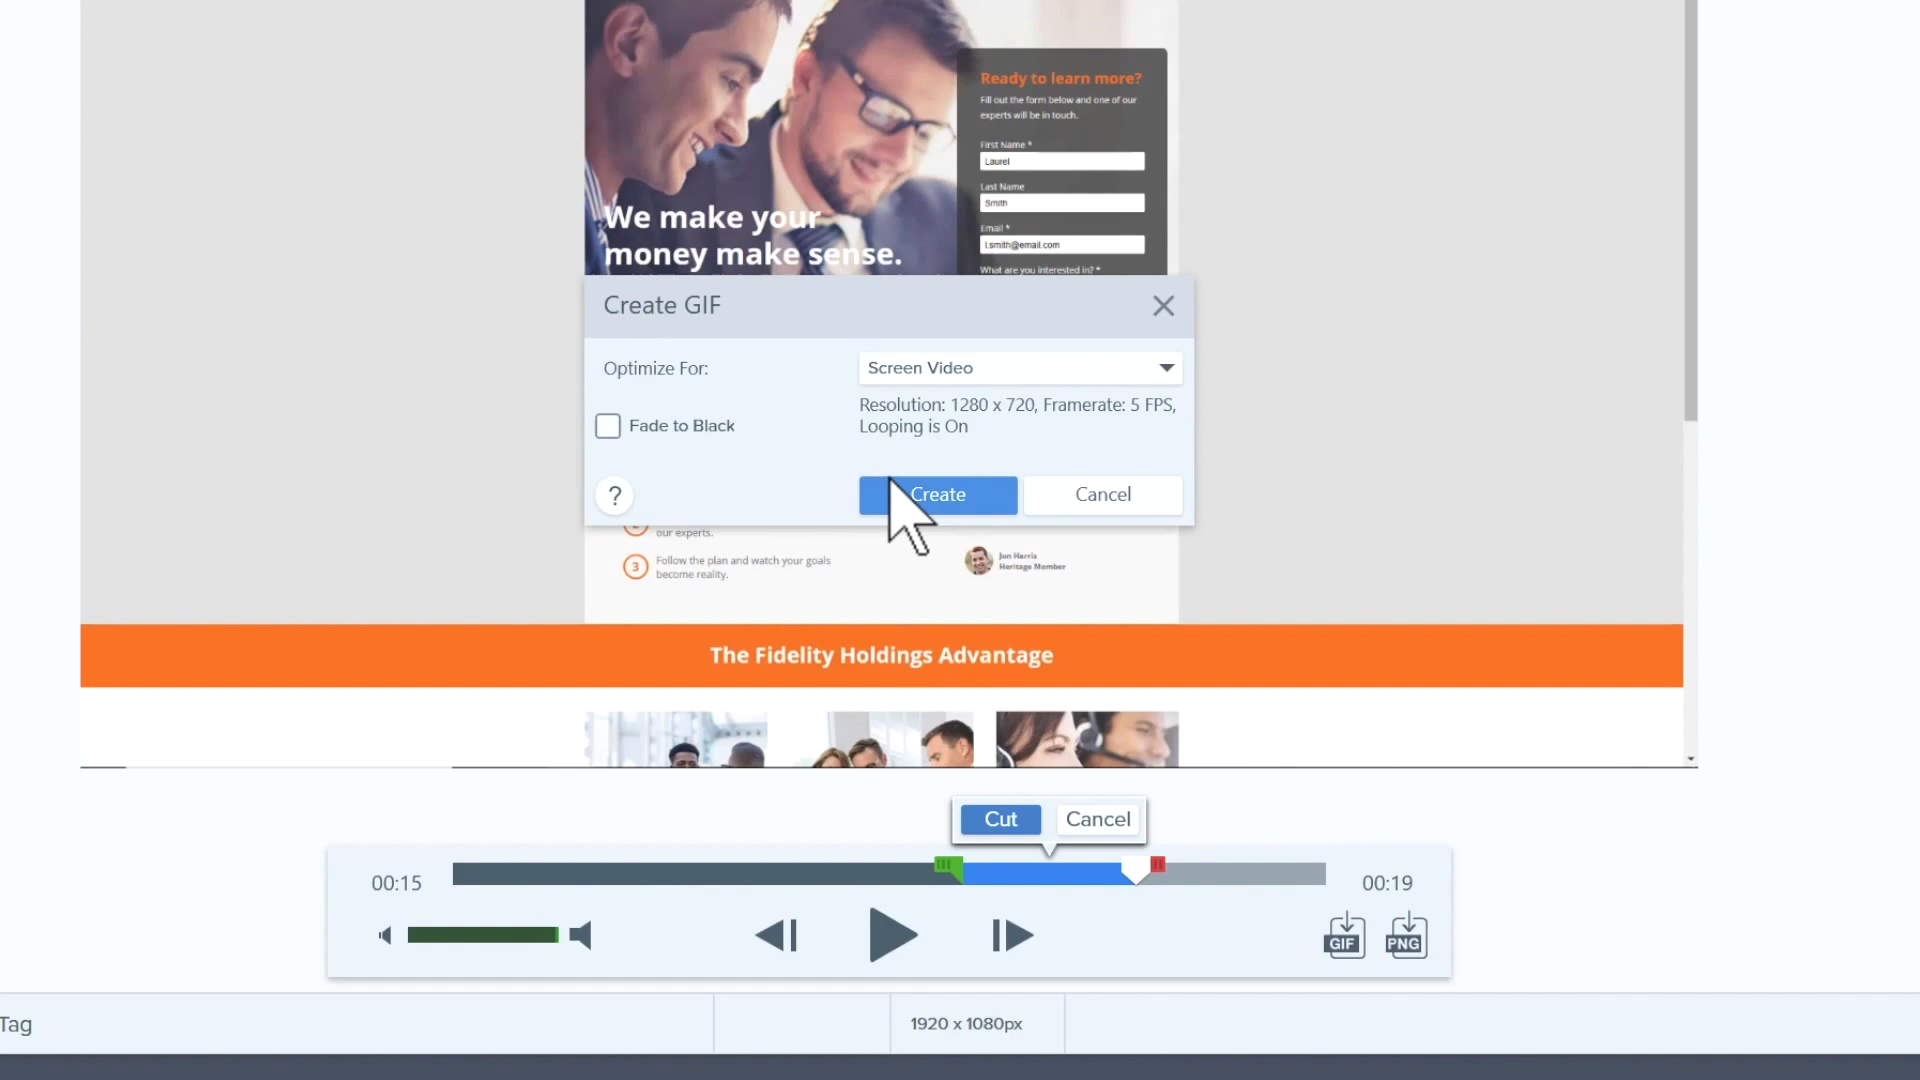 Ready to learn more?
Fill out the form below and one of our
experts will be in touch.
First Name *
Laurel
Last Name
Smith
Email *
l.smith@email.com
What are you interested in? *
We make your
money make sense.
Create GIF
Optimize For:
Screen Video
Resolution: 1280 x 720, Framerate: 5 FPS,
Looping is On
Fade to Black
?
Create
Cancel
our experts.
3
Follow the plan and watch your goals
become reality.
Jon Harris
Heritage Member
The Fidelity Holdings Advantage
Cut
Cancel
00:15
00:19
GIF
PNG
Tag
1920 x 1080px